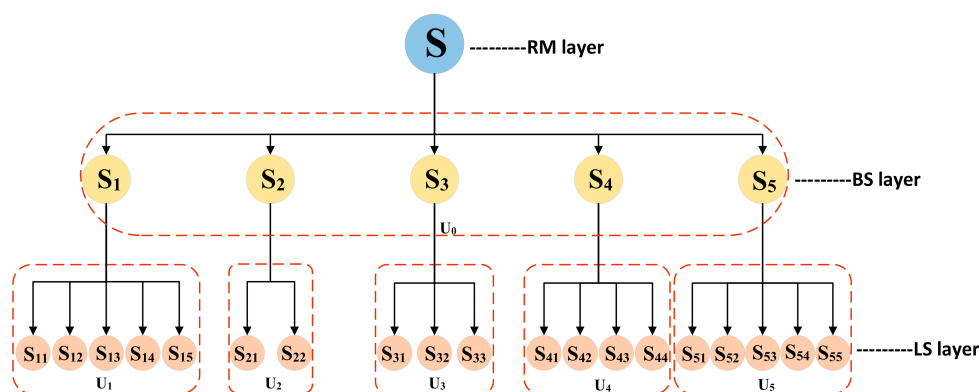 S ---------RM layer
S1 S2 S3 S4 S5 ---------BS layer
U0
S11 S12 S13 S14 S15 S21 S22 S31 S32 S33 S41 S42 S43 S44 S51 S52 S53 S54 S55 ---------LS layer
U1 U2 U3 U4 U5